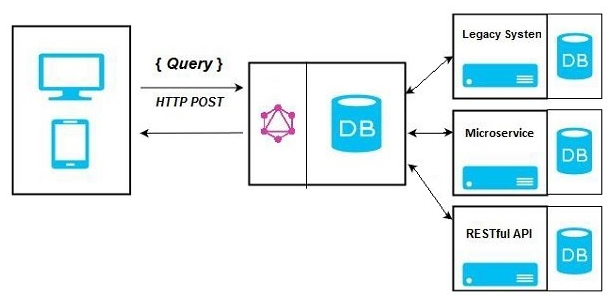 { Query }
HTTP POST
DB
Legacy Systen
DB
Microservice
DB
RESTful API
DB